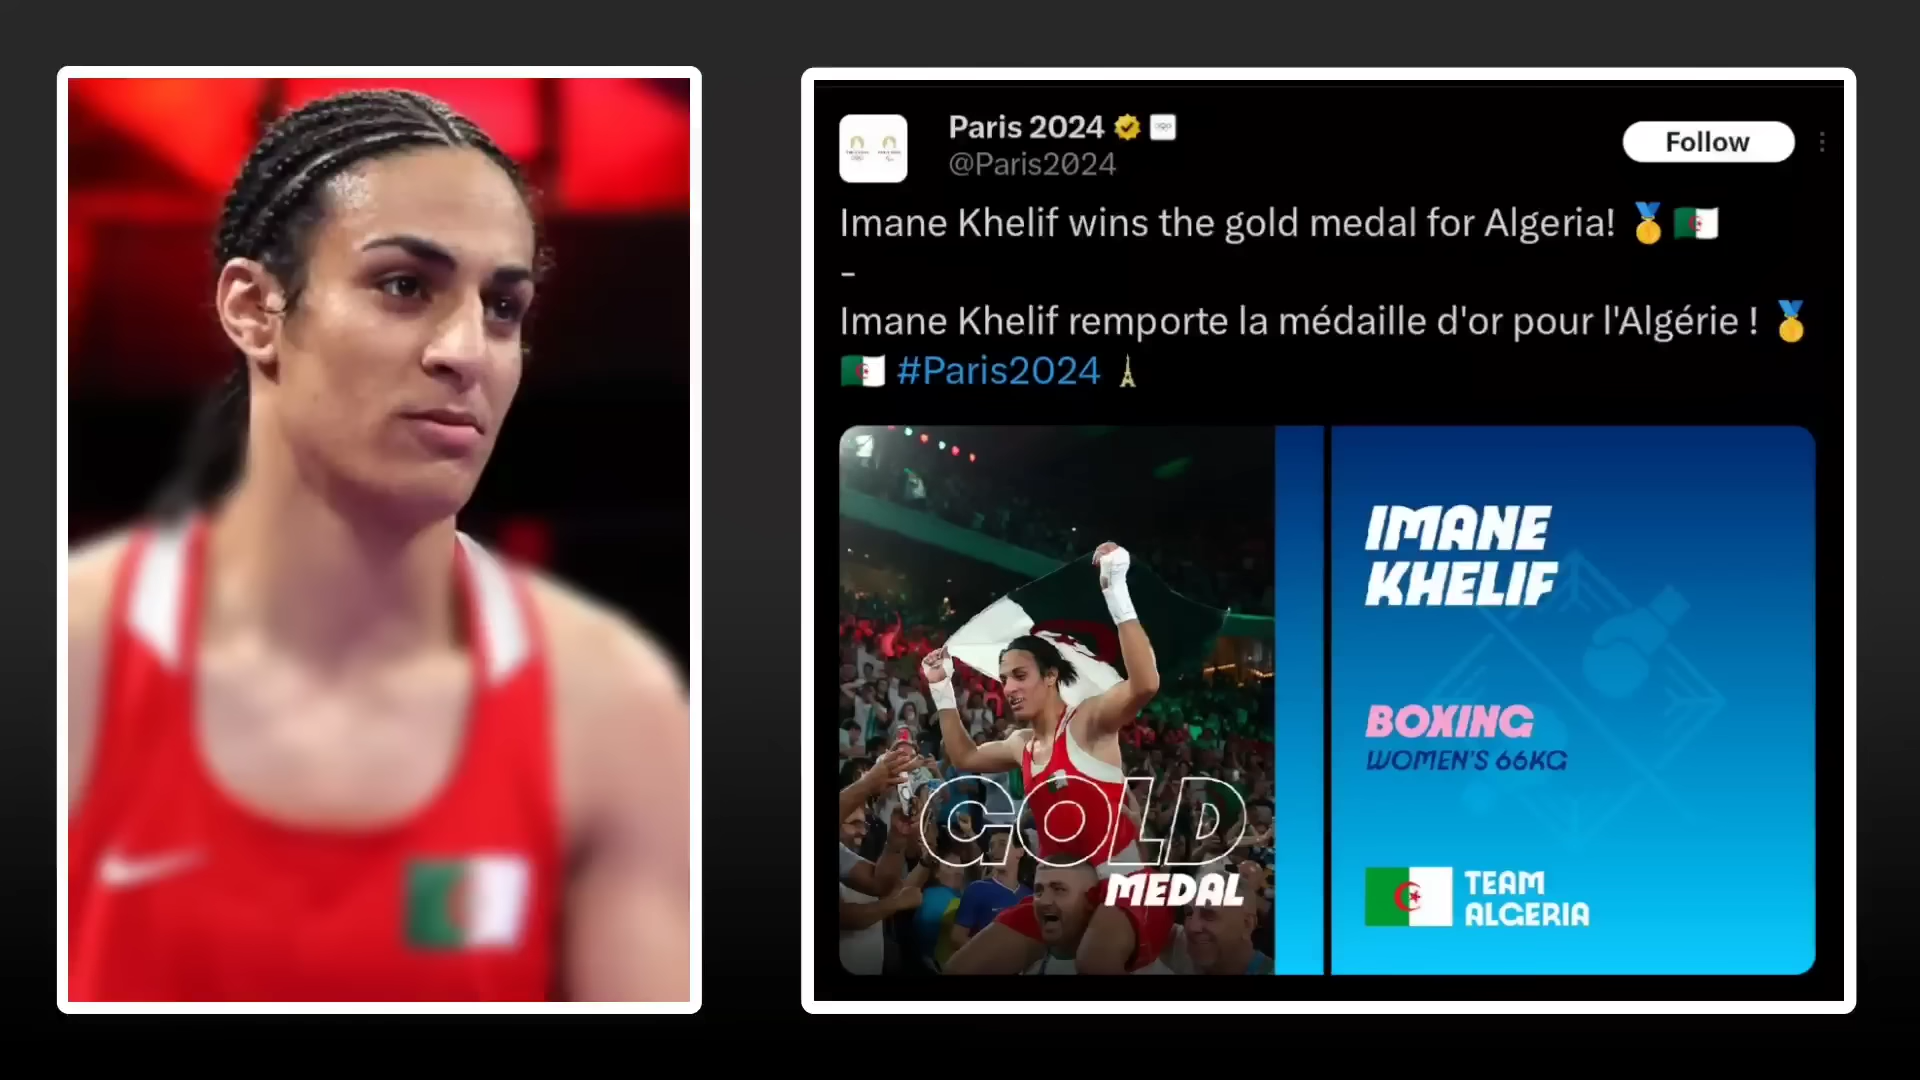 Paris 2024
@Paris2024
Follow
Imane Khelif wins the gold medal for Algeria! 🥇🇩🇿
–
Imane Khelif remporte la médaille d'or pour l'Algérie ! 🥇
🇩🇿 #Paris2024
GOLD
MEDAL
IMANE
KHELIF
BOXING
WOMEN'S 66KG
TEAM
ALGERIA